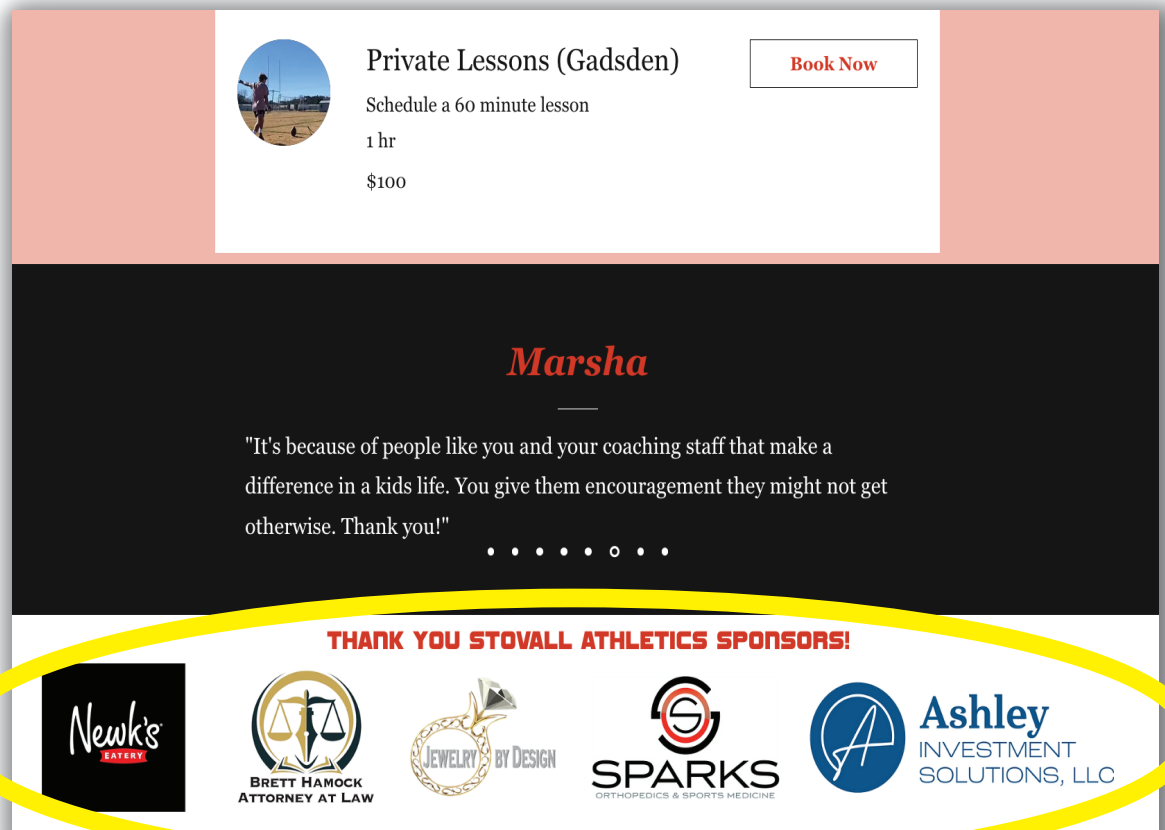 Private Lessons (Gadsden)
Book Now
Schedule a 60 minute lesson
1 hr
$100
Marsha
"It's because of people like you and your coaching staff that make a
difference in a kids life. You give them encouragement they might not get
otherwise. Thank you!"
THANK YOU STOVALL ATHLETICS SPONSORS!
Newk's
EATERY
BRETT HAMOCK
ATTORNEY AT LAW
JEWELRY BY DESIGN
SPARKS
ORTHOPEDICS & SPORTS MEDICINE
Ashley
INVESTMENT
SOLUTIONS, LLC